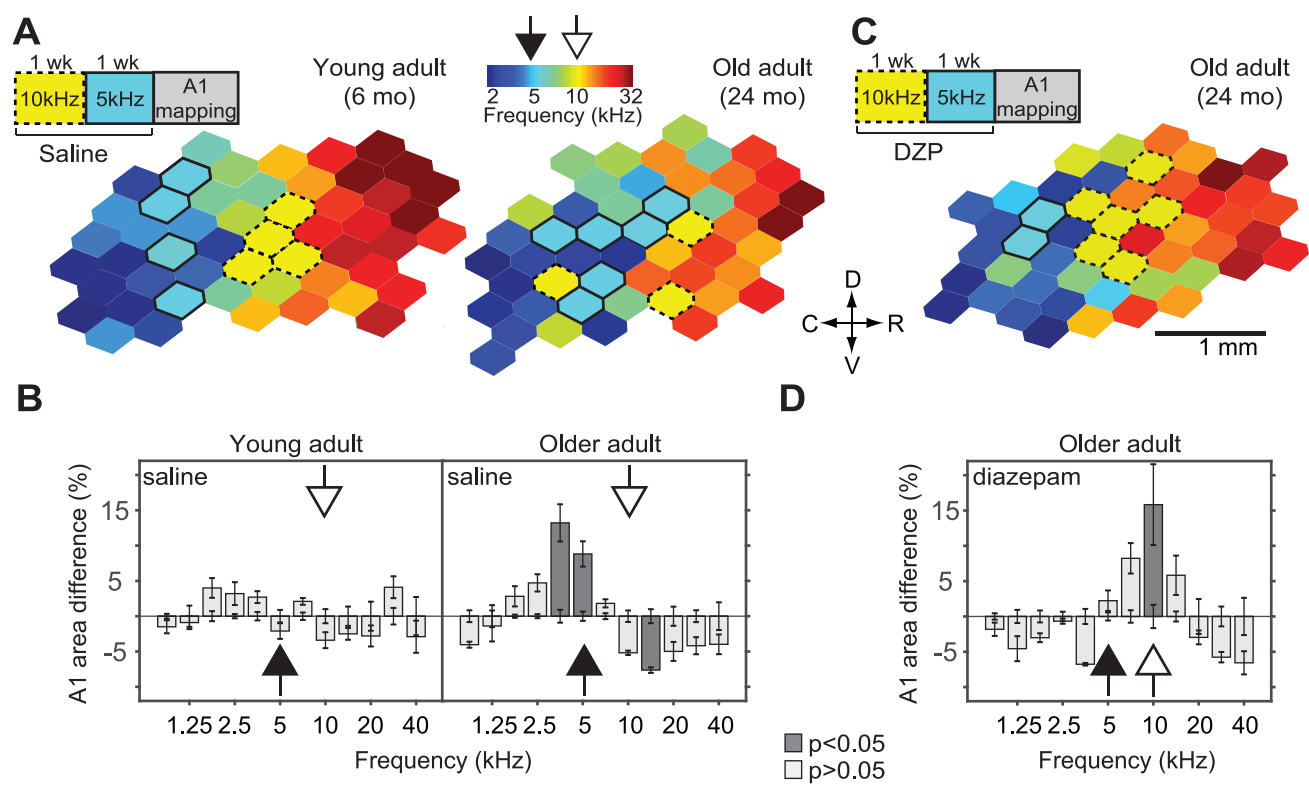 A
1 wk 1 wk
10kHz 5kHz A1
mapping
Saline
Young adult
(6 mo)
2 5 10 32
Frequency (kHz)
Old adult
(24 mo)
C
1 wk 1 wk
10kHz 5kHz A1
mapping
DZP
Old adult
(24 mo)
D
C R
V
1 mm
B
Young adult Older adult
saline saline
A1 area difference (%)
15
5
-5
1.25 2.5 5 10 20 40 1.25 2.5 5 10 20 40
Frequency (kHz)
p<0.05
p>0.05
D
Older adult
diazepam
A1 area difference (%)
15
5
-5
1.25 2.5 5 10 20 40
Frequency (kHz)